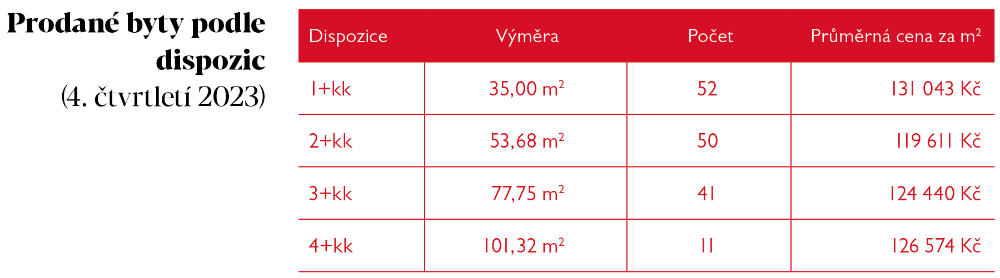 Prodané byty podle
dispozic
(4. čtvrtletí 2023)
Dispozice Výměra Počet Průměrná cena za m²
1+kk 35,00 m² 52 131 043 Kč
2+kk 53,68 m² 50 119 611 Kč
3+kk 77,75 m² 41 124 440 Kč
4+kk 101,32 m² 11 126 574 Kč